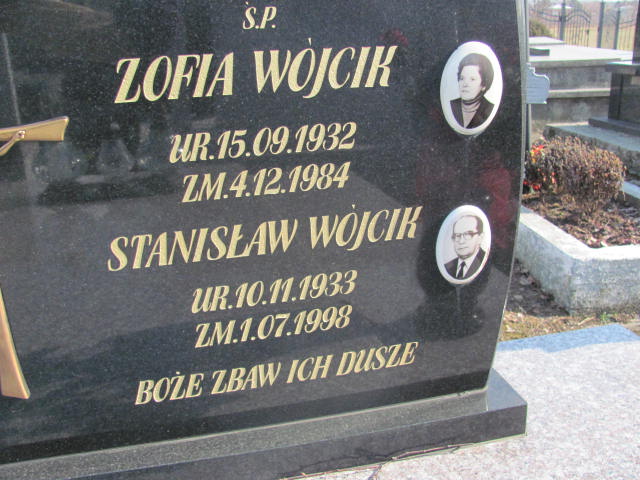 Ś.P.
ZOFIA WÓJCIK
UR.15.09.1932
ZM.4.12.1984
STANISŁAW WÓJCIK
UR.10.11.1933
ZM.1.07.1998
BOŻE ZBAW ICH DUSZE